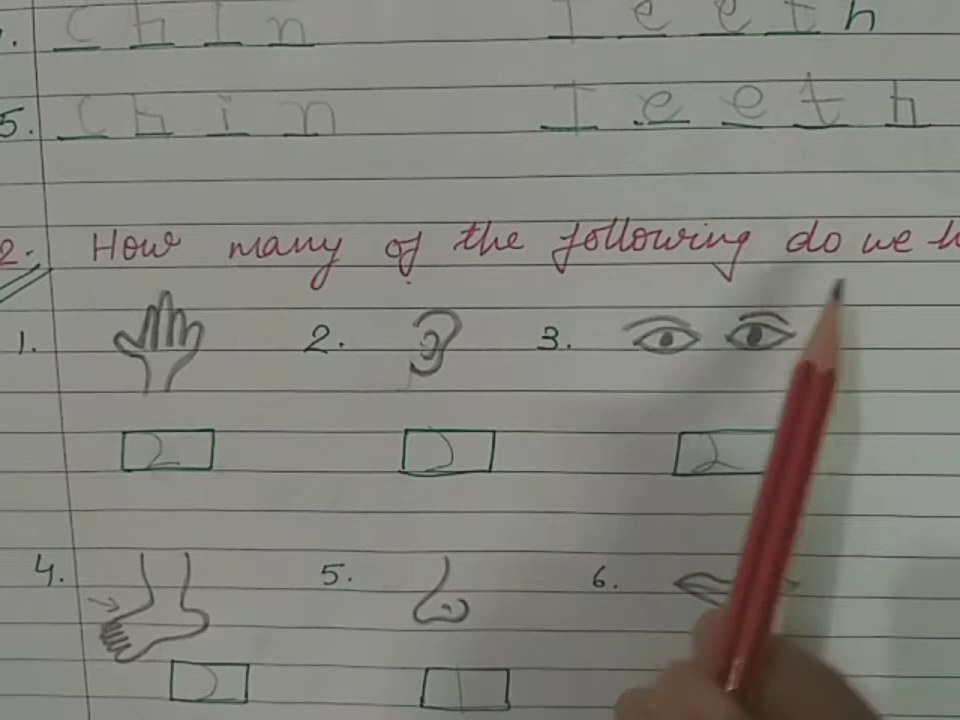 Chin Teeth
5. Chin Teeth
2. How many of the following do we h
1. 2. 3.
2 2 2
4. 5. 6.
2 1